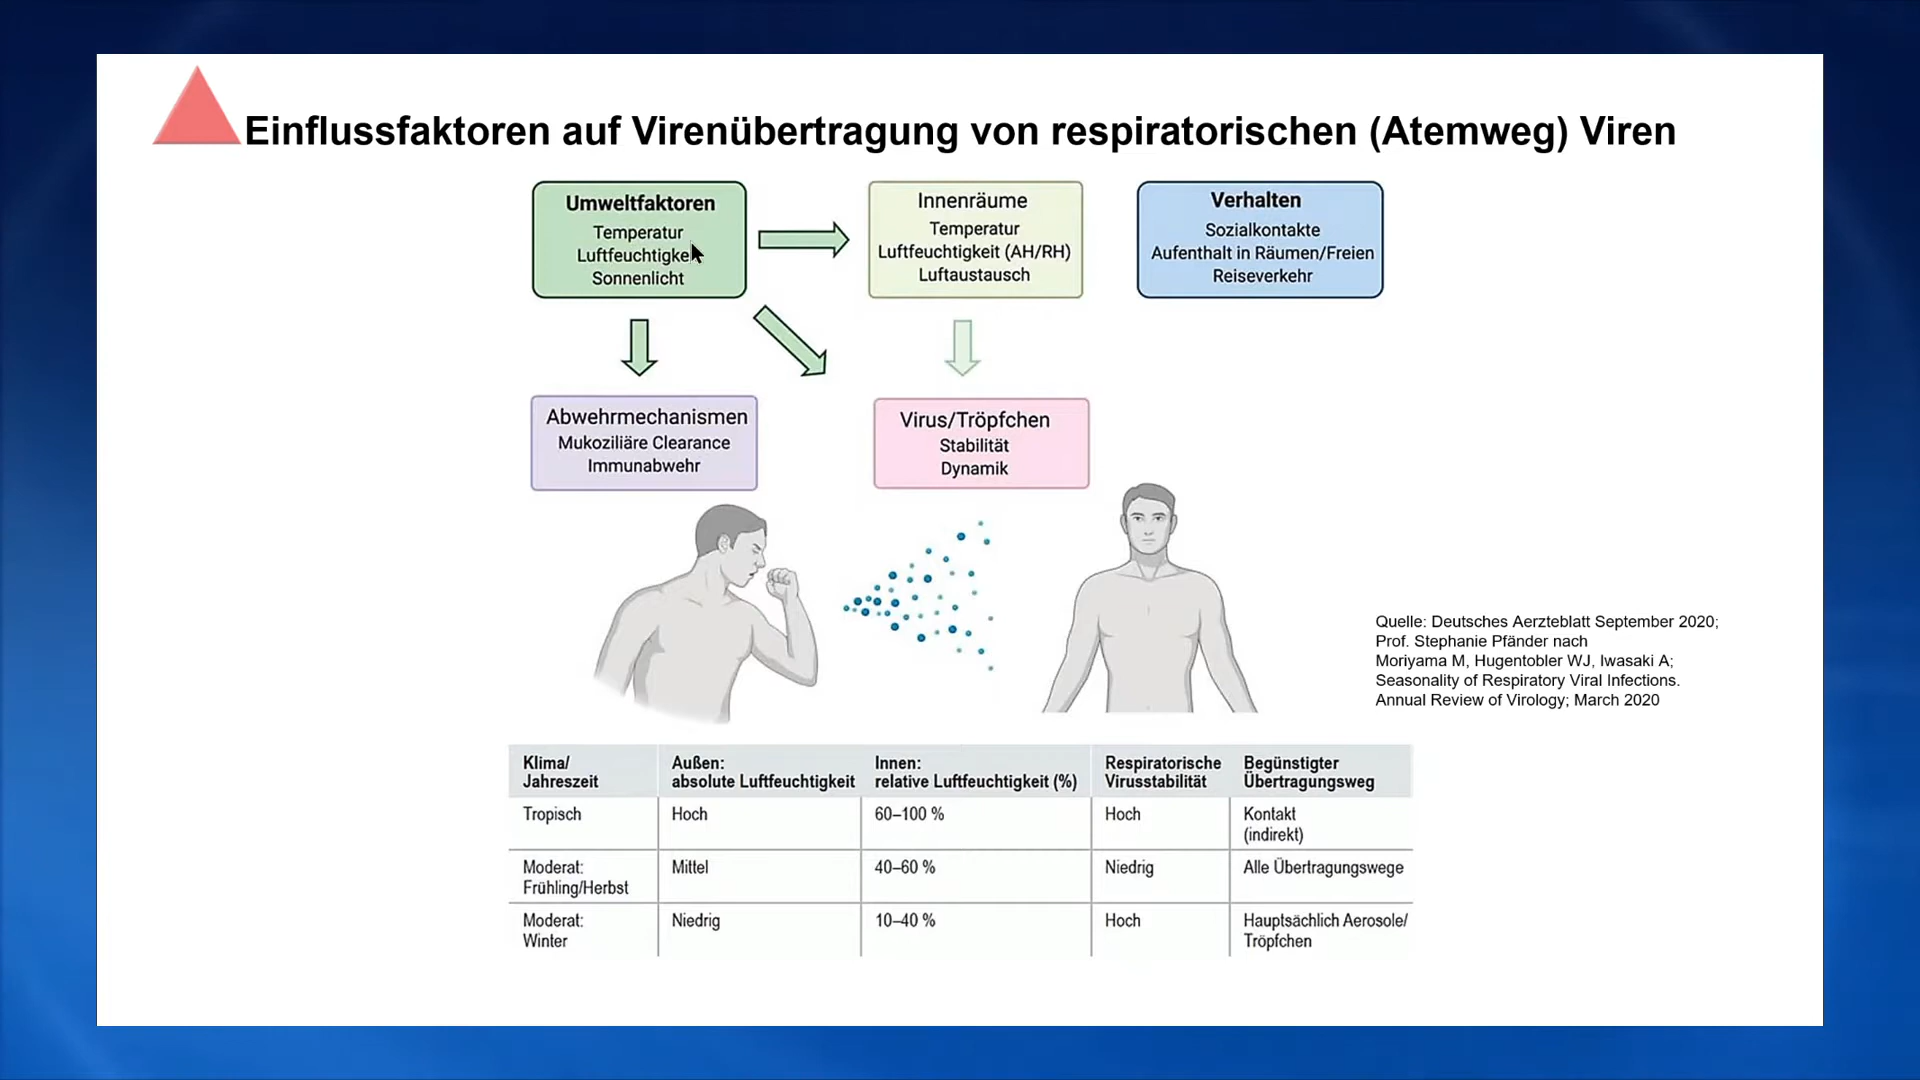 Einflussfaktoren auf Virenübertragung von respiratorischen (Atemweg) Viren
Umweltfaktoren
Temperatur
Luftfeuchtigke
Sonnenlicht
Innenräume
Temperatur
Luftfeuchtigkeit (AH/RH)
Luftaustausch
Verhalten
Sozialkontakte
Aufenthalt in Räumen/Freien
Reiseverkehr
Abwehrmechanismen
Mukoziliäre Clearance
Immunabwehr
Virus/Tröpfchen
Stabilität
Dynamik
Quelle: Deutsches Aerzteblatt September 2020;
Prof. Stephanie Pfänder nach
Moriyama M, Hugentobler WJ, Iwasaki A;
Seasonality of Respiratory Viral Infections.
Annual Review of Virology; March 2020
Klima/
Jahreszeit
Außen:
absolute Luftfeuchtigkeit
Innen:
relative Luftfeuchtigkeit (%)
Respiratorische
Virusstabilität
Begünstigter
Übertragungsweg
Tropisch
Hoch
60–100 %
Hoch
Kontakt
(indirekt)
Moderat:
Frühling/Herbst
Mittel
40–60 %
Niedrig
Alle Übertragungswege
Moderat:
Winter
Niedrig
10–40 %
Hoch
Hauptsächlich Aerosole/
Tröpfchen